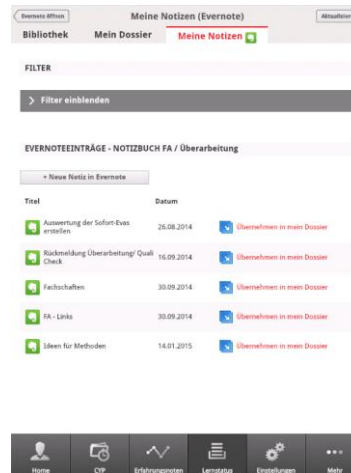 Evernote öffnen Meine Notizen (Evernote) Aktualisieren
Bibliothek Mein Dossier Meine Notizen
FILTER
> Filter einblenden
EVERNOTEEINTRÄGE - NOTIZBUCH FA / Überarbeitung
+ Neue Notiz in Evernote
Titel Datum
Auswertung der Sofort-Evas
erstellen 26.08.2014 Übernehmen in mein Dossier
Rückmeldung Überarbeitung/ Quali
Check 16.09.2014 Übernehmen in mein Dossier
Fachschaften 30.09.2014 Übernehmen in mein Dossier
FA - Links 30.09.2014 Übernehmen in mein Dossier
Ideen für Methoden 14.01.2015 Übernehmen in mein Dossier
Home CYP Erfahrungsnoten Lernstatus Einstellungen Mehr